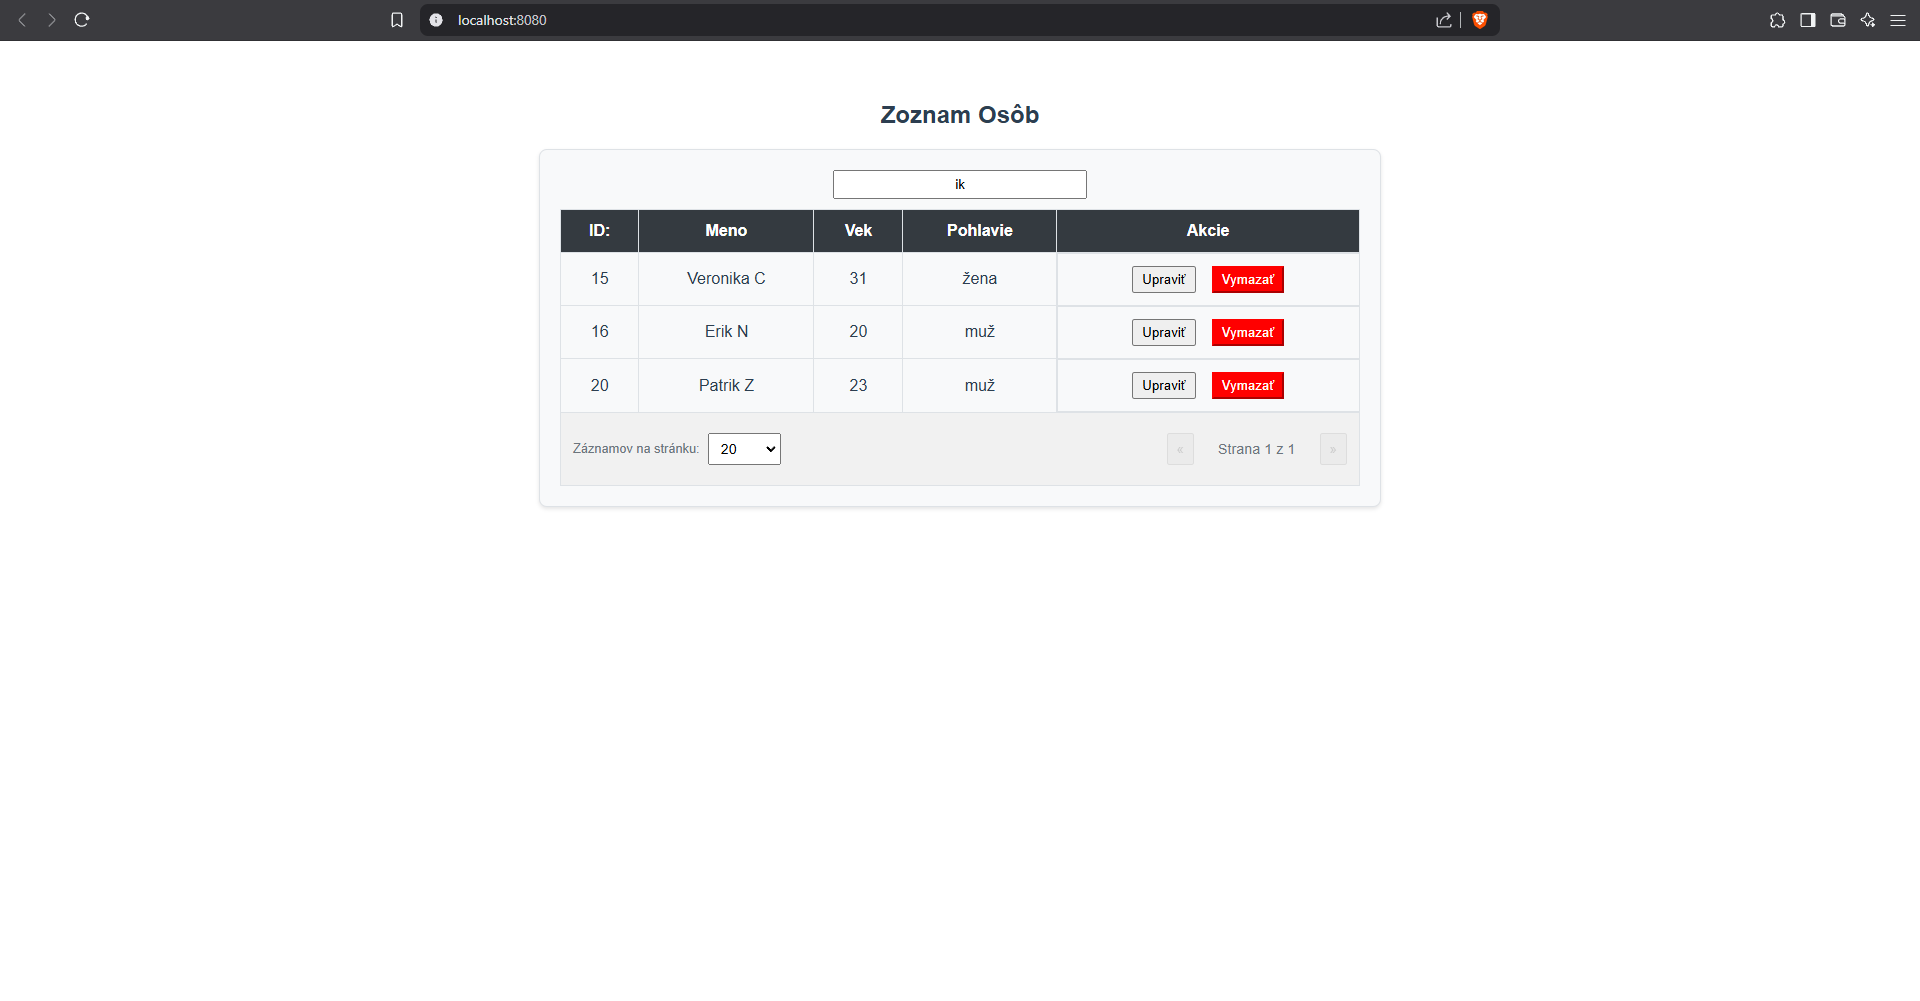 localhost:8080
Zoznam Osôb
ik
ID: Meno Vek Pohlavie Akcie
15 Veronika C 31 žena Upraviť Vymazať
16 Erik N 20 muž Upraviť Vymazať
20 Patrik Z 23 muž Upraviť Vymazať
Záznamov na stránku: 20 « Strana 1 z 1 »